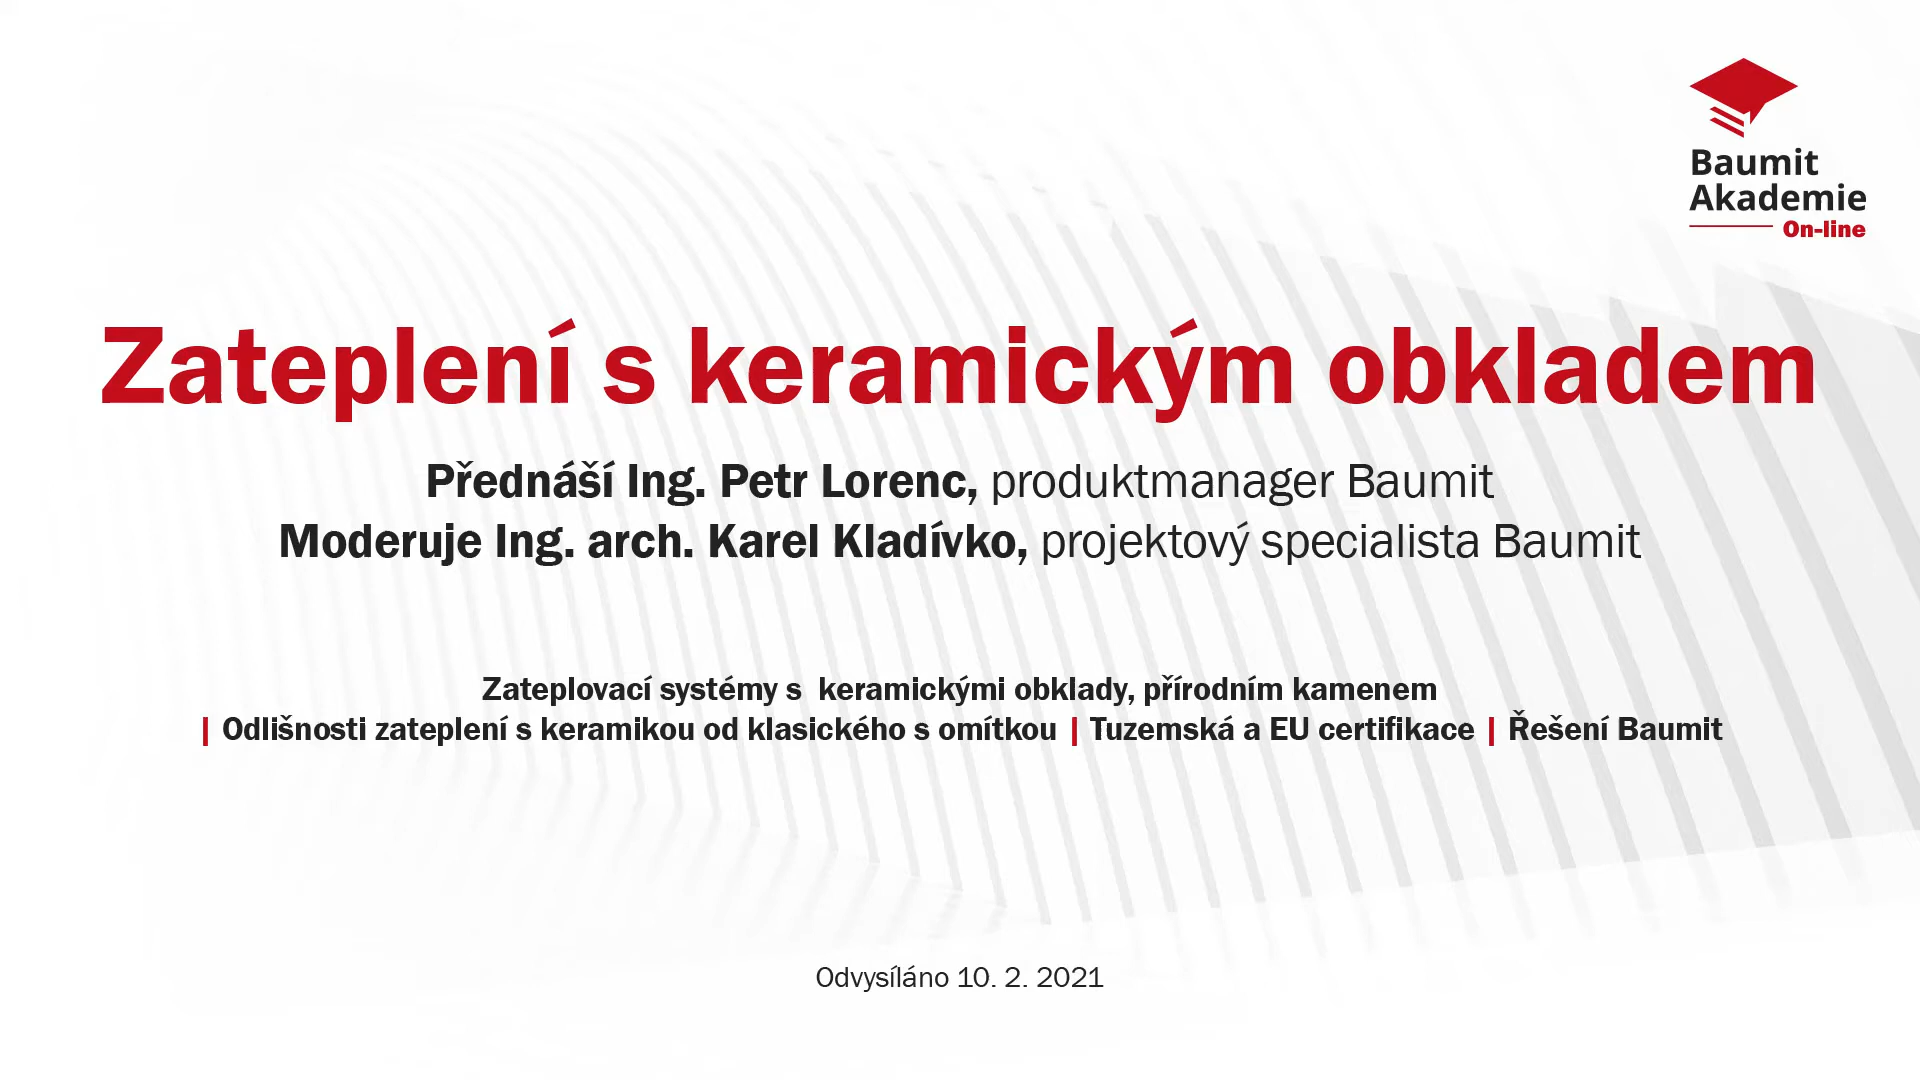 Baumit
Akademie
On-line
Zateplení s keramickým obkladem
Přednáší Ing. Petr Lorenc, produktmanager Baumit
Moderuje Ing. arch. Karel Kladívko, projektový specialista Baumit
Zateplovací systémy s  keramickými obklady, přírodním kamenem
| Odlišnosti zateplení s keramikou od klasického s omítkou | Tuzemská a EU certifikace | Řešení Baumit
Odvysíláno 10. 2. 2021